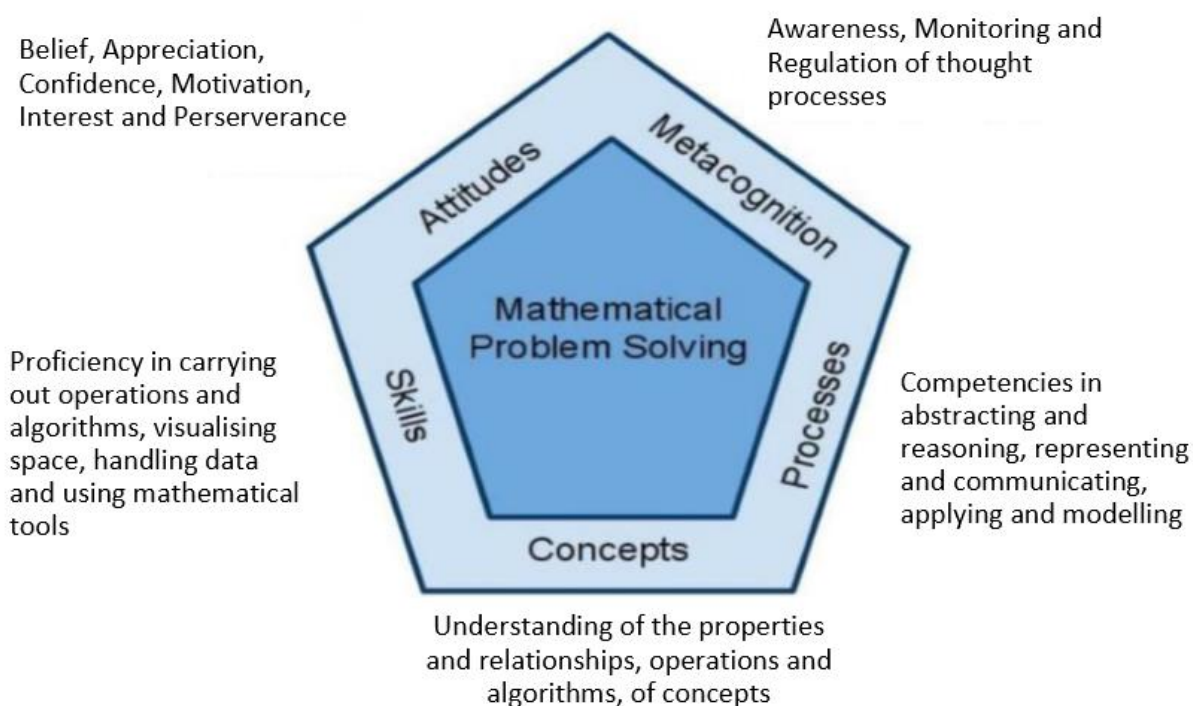 Belief, Appreciation,
Confidence, Motivation,
Interest and Perserverance
Awareness, Monitoring and
Regulation of thought
processes
Attitudes
Metacognition
Mathematical
Problem Solving
Proficiency in carrying
out operations and
algorithms, visualising
space, handling data
and using mathematical
tools
Skills
Processes
Competencies in
abstracting and
reasoning, representing
and communicating,
applying and modelling
Concepts
Understanding of the properties
and relationships, operations and
algorithms, of concepts